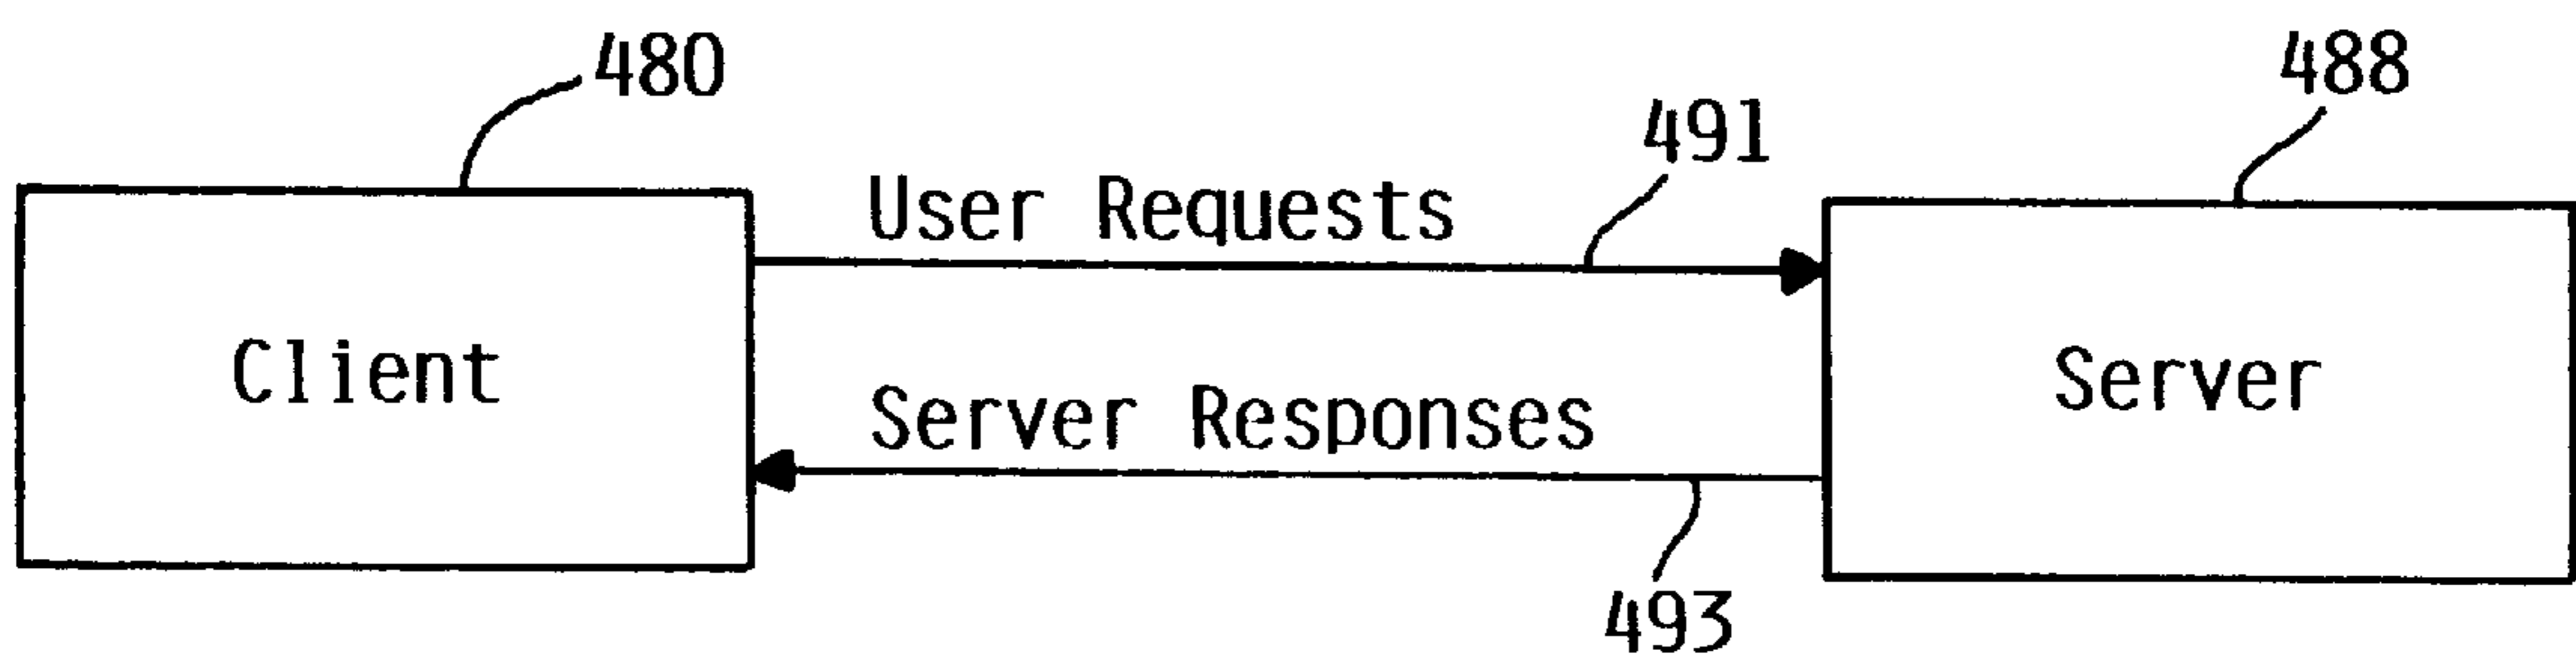 480
488
491
User Requests
Client
Server
Server Responses
493